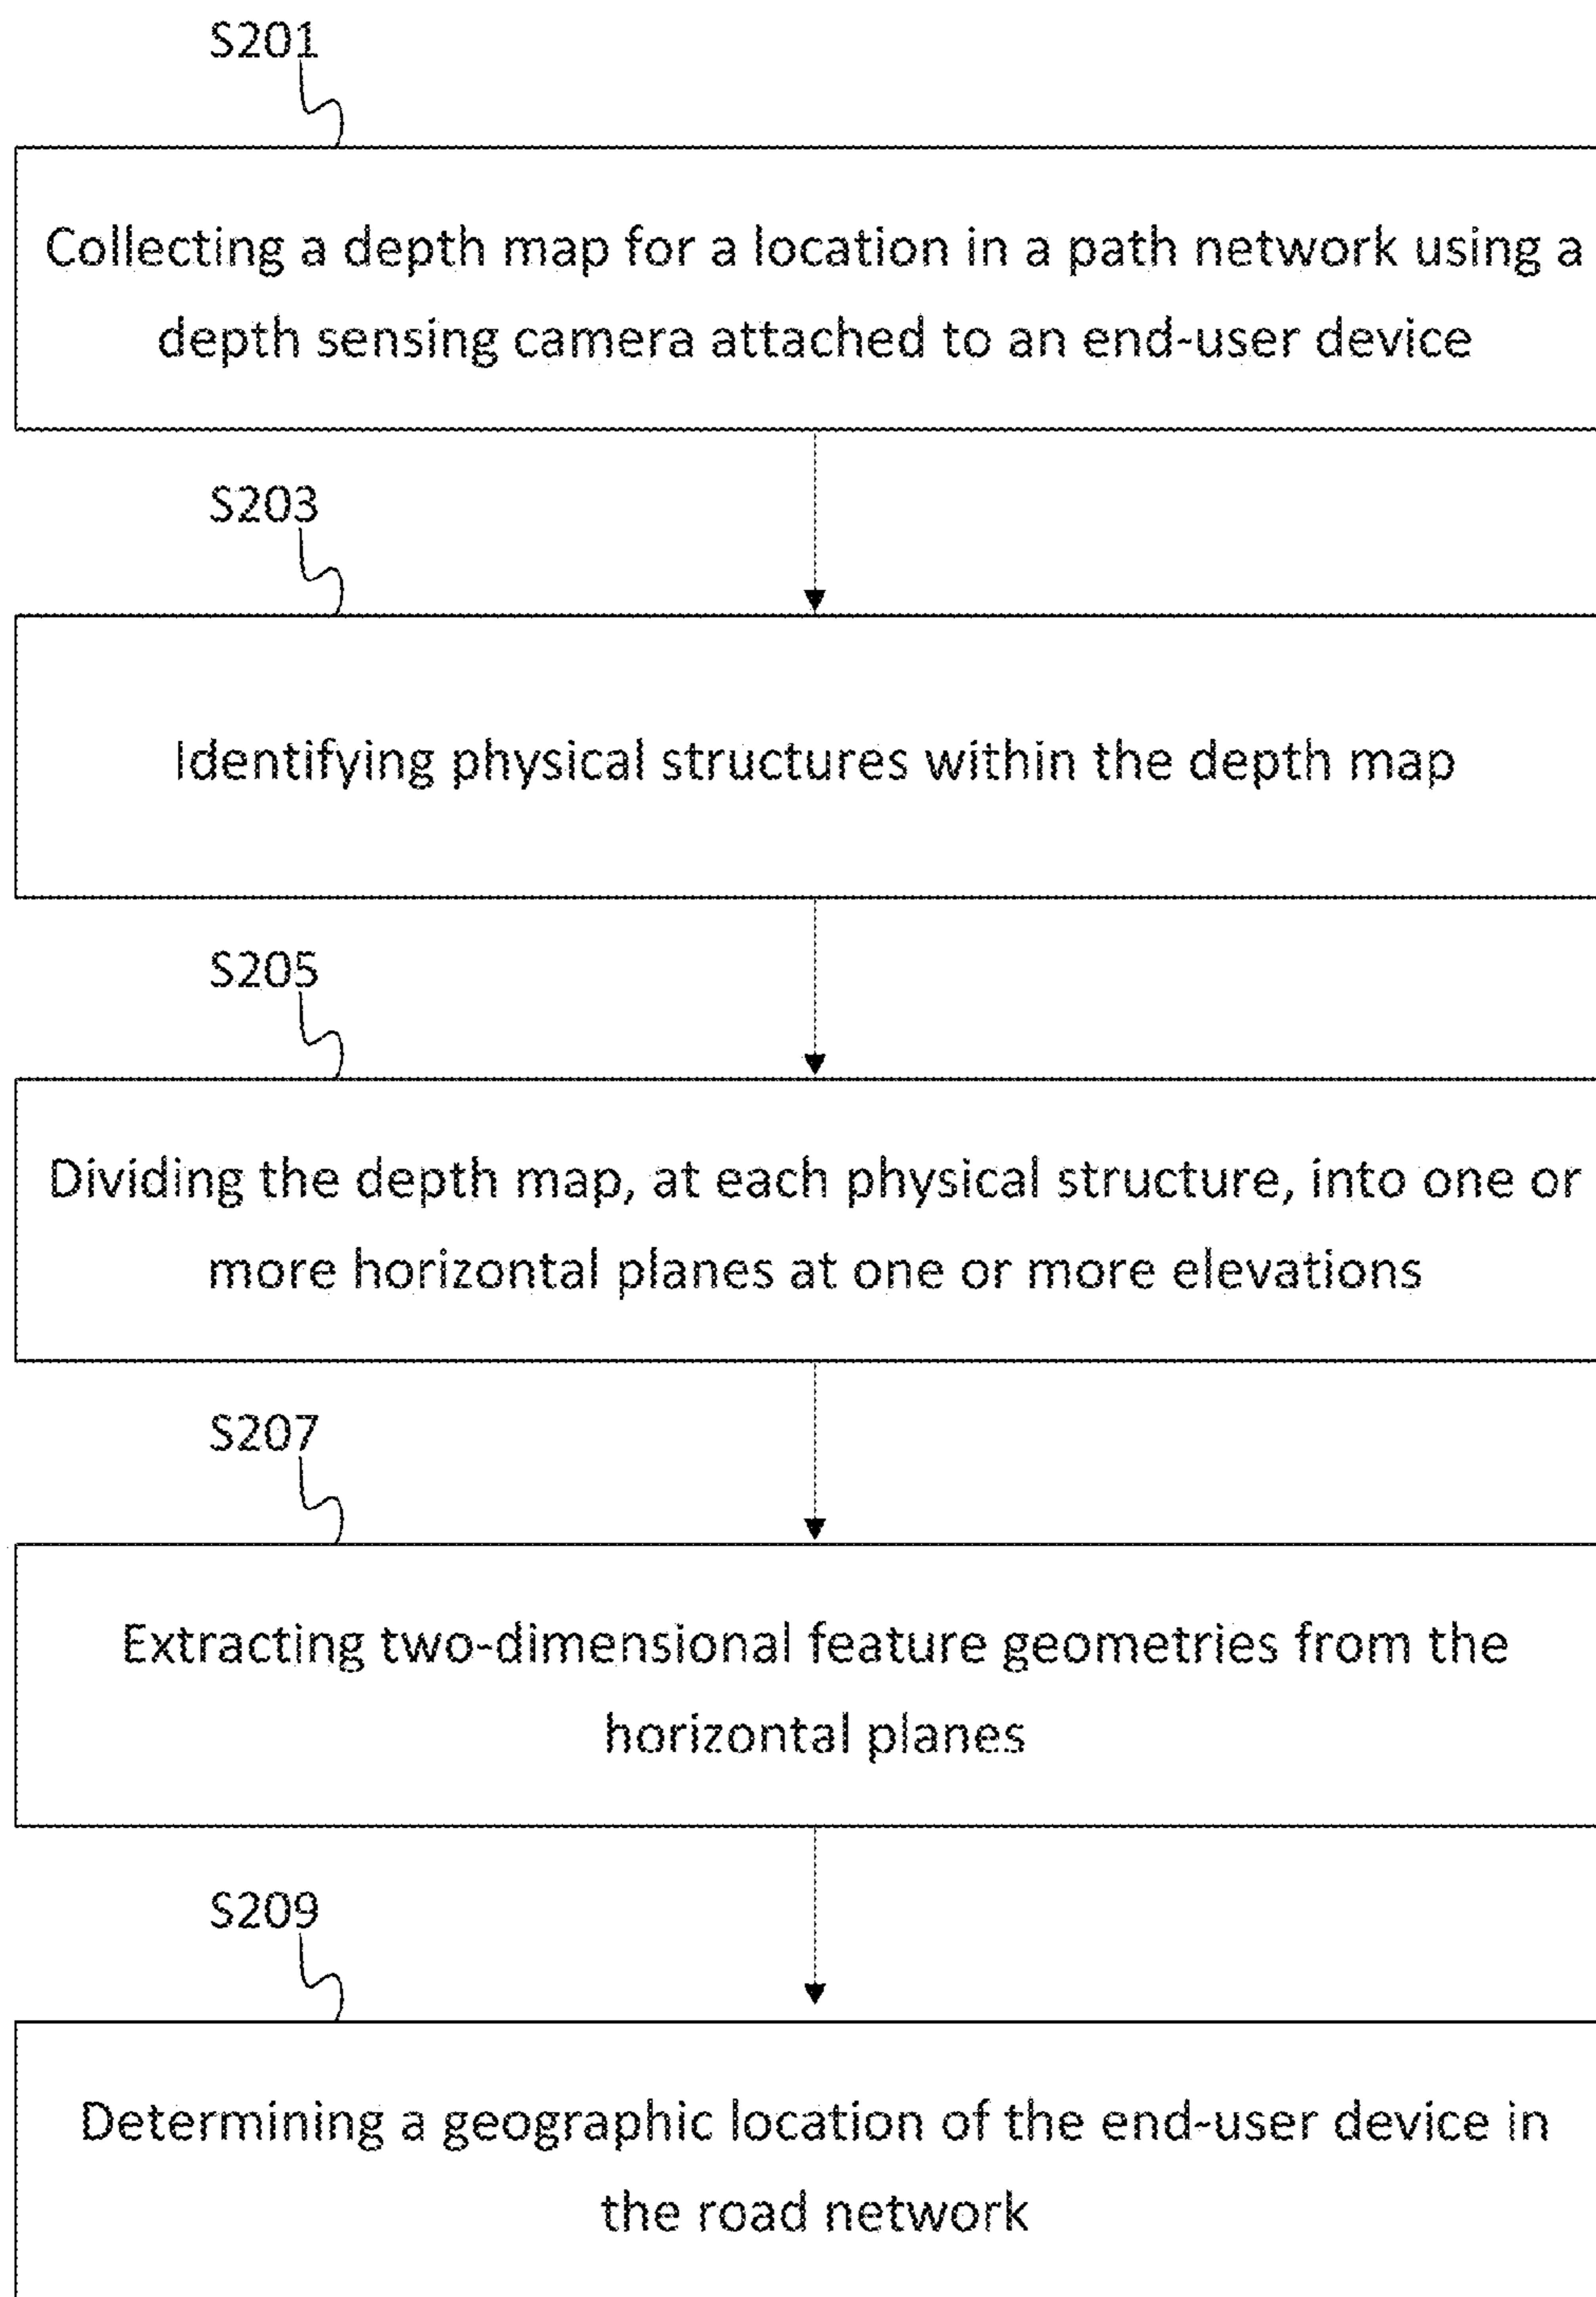 S201
Collecting a depth map for a location in a path network using a
depth sensing camera attached to an end-user device
S203
Identifying physical structures within the depth map
S205
Dividing the depth map, at each physical structure, into one or
more horizontal planes at one or more elevations
S207
Extracting two-dimensional feature geometries from the
horizontal planes
S209
Determining a geographic location of the end-user device in
the road network